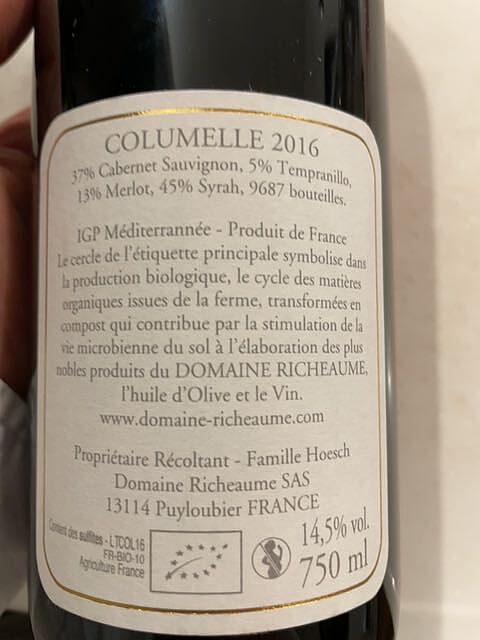 COLUMELLE 2016
37% Cabernet Sauvignon, 5% Tempranillo,
13% Merlot, 45% Syrah, 9687 bouteilles.
IGP Méditerrannée - Produit de France
Le cercle de l'étiquette principale symbolise dans
la production biologique, le cycle des matières
organiques issues de la ferme, transformées en
compost qui contribue par la stimulation de la
vie microbienne du sol à l'élaboration des plus
nobles produits du DOMAINE RICHEAUME,
l'huile d'Olive et le Vin.
www.domaine-richeaume.com
Propriétaire Récoltant - Famille Hoesch
Domaine Richeaume SAS
13114 Puyloubier FRANCE
Contient des sulfites - LTCOL16
FR-BIO-10
Agriculture France
14,5% vol.
750 ml